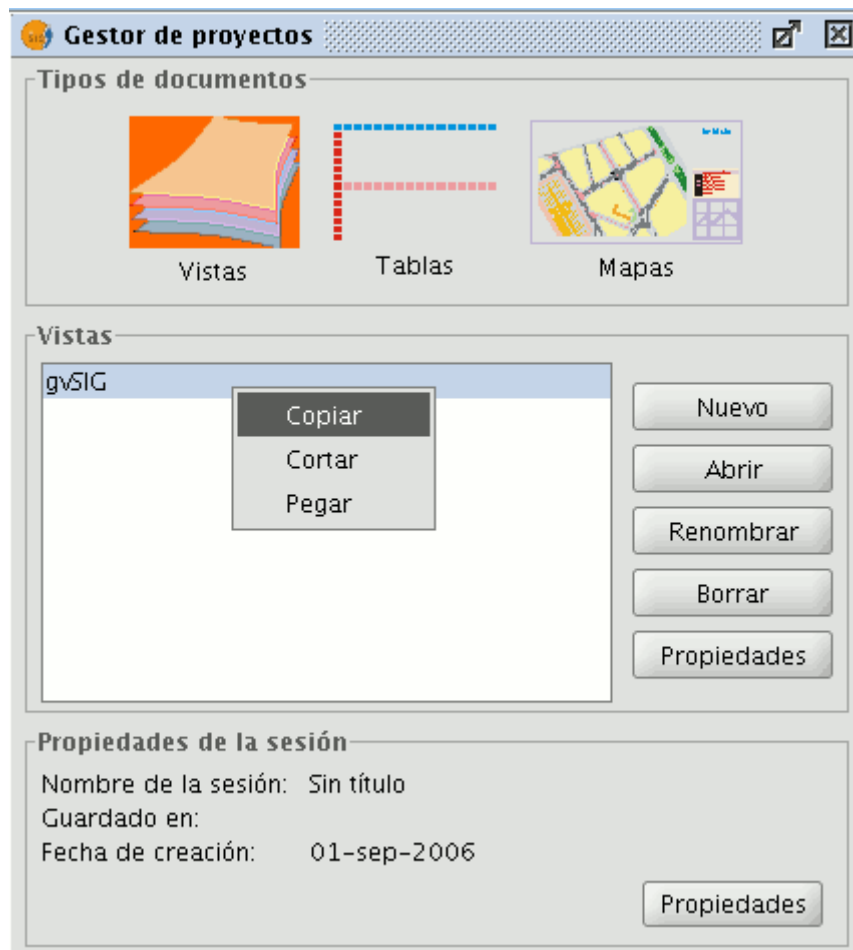 Gestor de proyectos
Tipos de documentos
Vistas
Tablas
Mapas
Vistas
gvSIG
Copiar
Cortar
Pegar
Nuevo
Abrir
Renombrar
Borrar
Propiedades
Propiedades de la sesión
Nombre de la sesión: Sin título
Guardado en:
Fecha de creación: 01-sep-2006
Propiedades